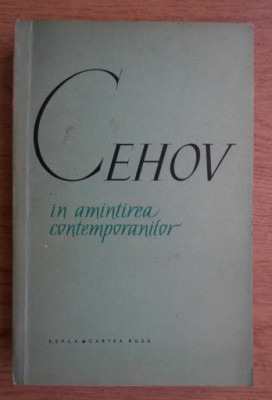 CEHOV
în amintirea
contemporanilor
E.S.P.L.A. ● CARTEA RUSĂ